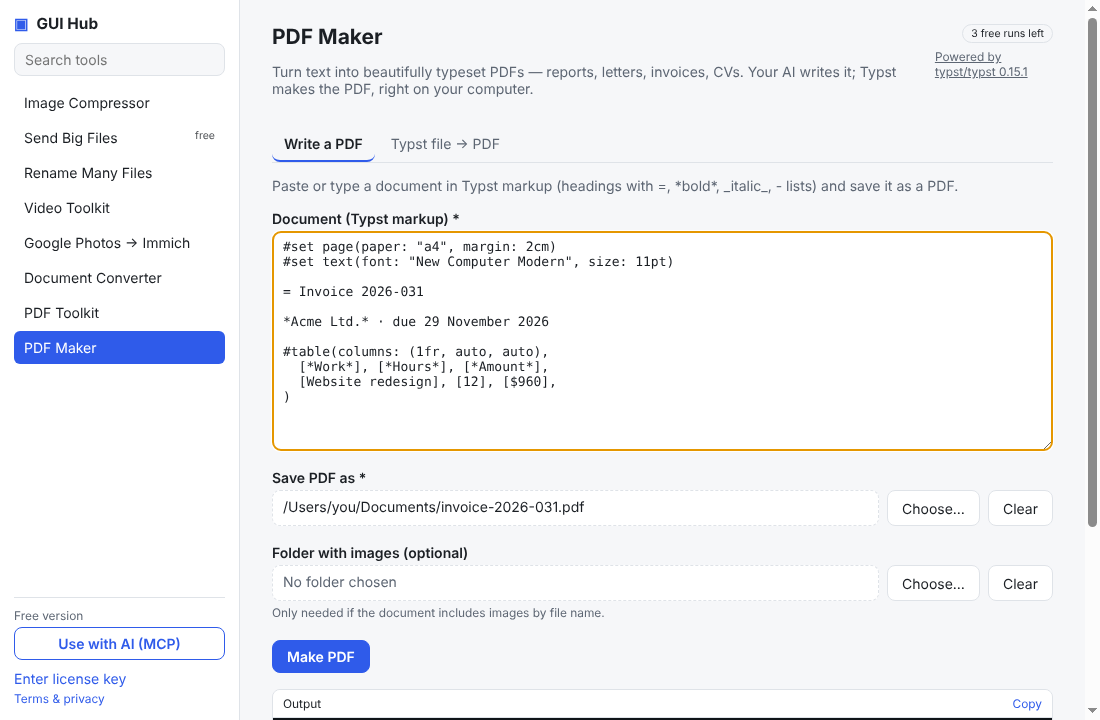 GUI Hub
Search tools
Image Compressor
Send Big Files free
Rename Many Files
Video Toolkit
Google Photos → Immich
Document Converter
PDF Toolkit
PDF Maker
Free version
Use with AI (MCP)
Enter license key
Terms & privacy
PDF Maker
3 free runs left
Turn text into beautifully typeset PDFs — reports, letters, invoices, CVs. Your AI writes it; Typst
makes the PDF, right on your computer.
Powered by
typst/typst 0.15.1
Write a PDF
Typst file → PDF
Paste or type a document in Typst markup (headings with =, *bold*, _italic_, - lists) and save it as a PDF.
Document (Typst markup) *
#set page(paper: "a4", margin: 2cm)
#set text(font: "New Computer Modern", size: 11pt)
= Invoice 2026-031
*Acme Ltd.* · due 29 November 2026
#table(columns: (1fr, auto, auto),
[*Work*], [*Hours*], [*Amount*],
[Website redesign], [12], [$960],
)
Save PDF as *
/Users/you/Documents/invoice-2026-031.pdf
Choose...
Clear
Folder with images (optional)
No folder chosen
Choose...
Clear
Only needed if the document includes images by file name.
Make PDF
Output
Copy